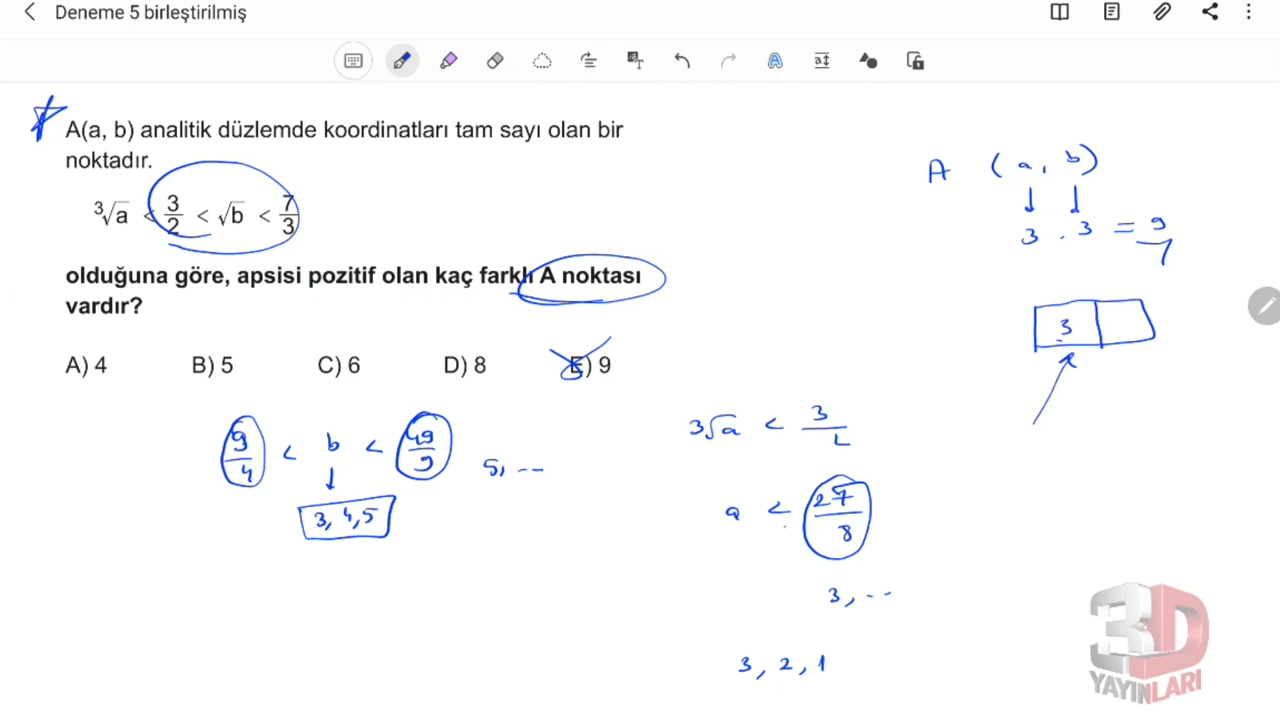 Deneme 5 birleştirilmiş
A(a, b) analitik düzlemde koordinatları tam sayı olan bir
noktadır.
∛a < 3/2 < √b < 7/3
olduğuna göre, apsisi pozitif olan kaç farklı A noktası
vardır?
A) 4 B) 5 C) 6 D) 8 E) 9
A (a, b)
3 . 3 = 9
3
9/4 < b < 49/9 5, --
3, 4, 5
3√a < 3/2
a < 27/8
3, --
3, 2, 1
3D
YAYINLARI